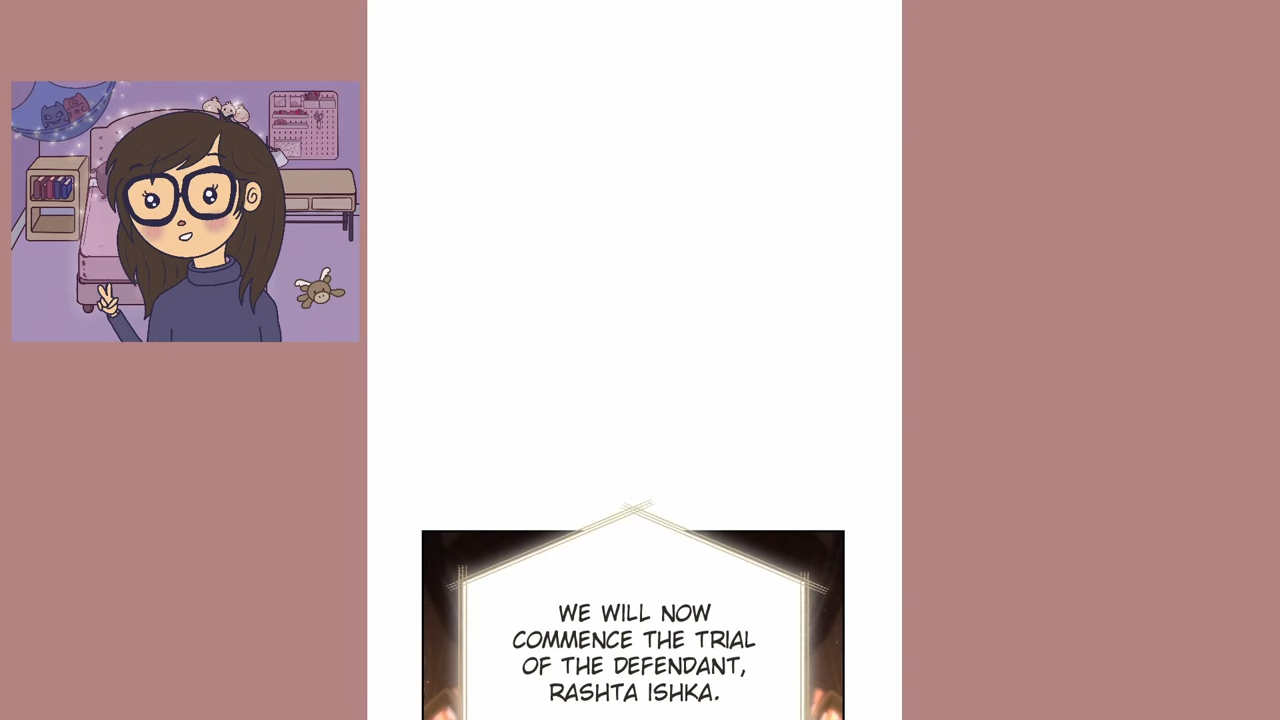 WE WILL NOW
COMMENCE THE TRIAL
OF THE DEFENDANT,
RASHTA ISHKA.